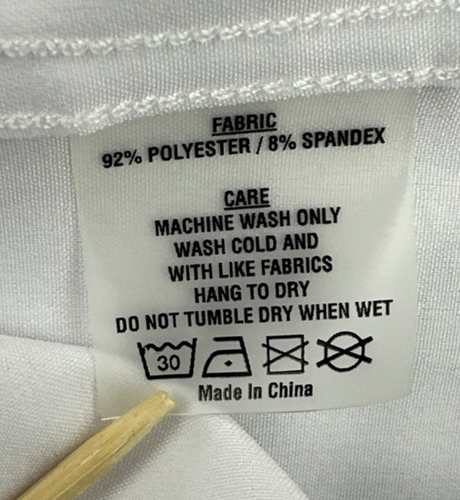 FABRIC
92% POLYESTER / 8% SPANDEX
CARE
MACHINE WASH ONLY
WASH COLD AND
WITH LIKE FABRICS
HANG TO DRY
DO NOT TUMBLE DRY WHEN WET
30
Made In China